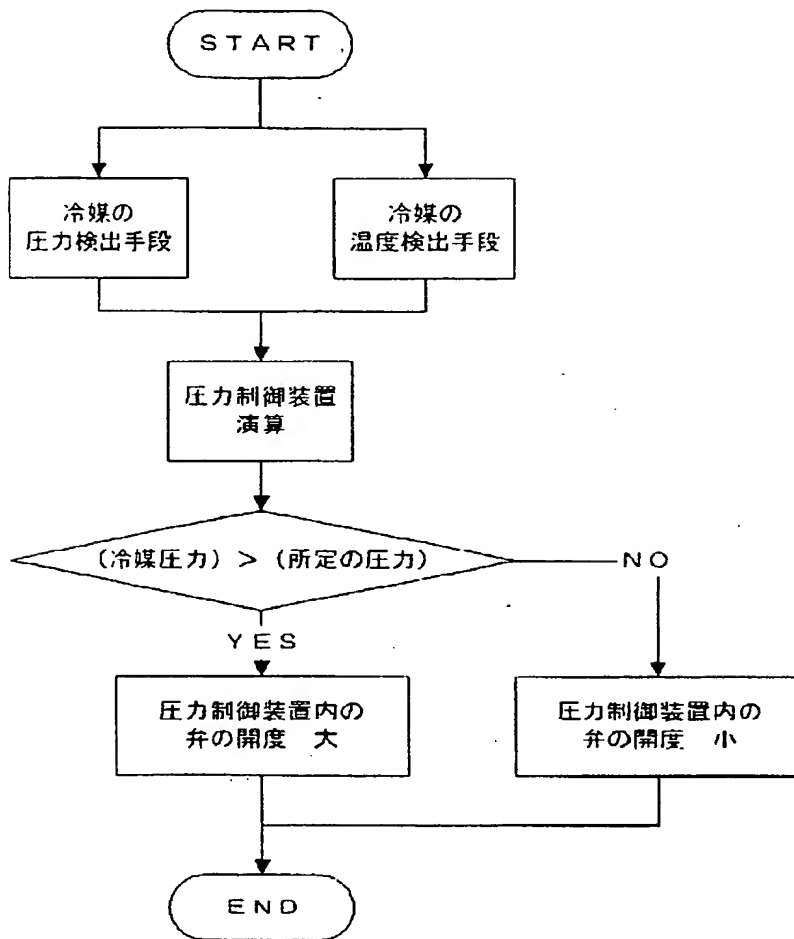 START
冷媒の
圧力検出手段
冷媒の
温度検出手段
圧力制御装置
演算
(冷媒圧力) > (所定の圧力)
NO
YES
圧力制御装置内の
弁の開度 大
圧力制御装置内の
弁の開度 小
END